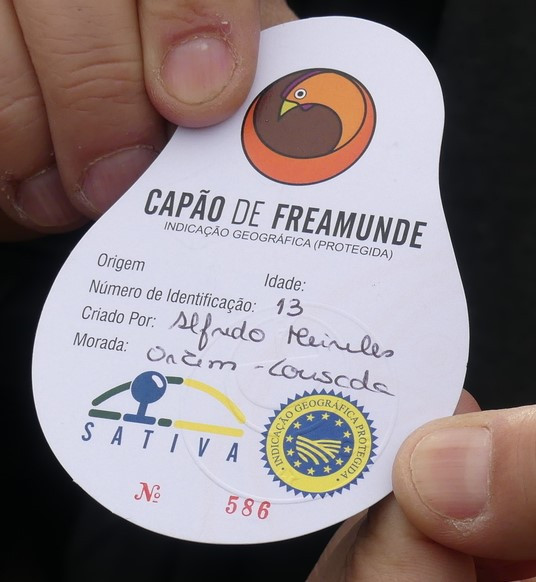 CAPÃO DE FREAMUNDE
INDICAÇÃO GEOGRÁFICA (PROTEGIDA)
Origem
Idade:
Número de Identificação: 13
Criado Por: Alfredo Meireles
Morada: - Lousada
SATIVA
INDICAÇÃO GEOGRÁFICA PROTEGIDA
Nº 586